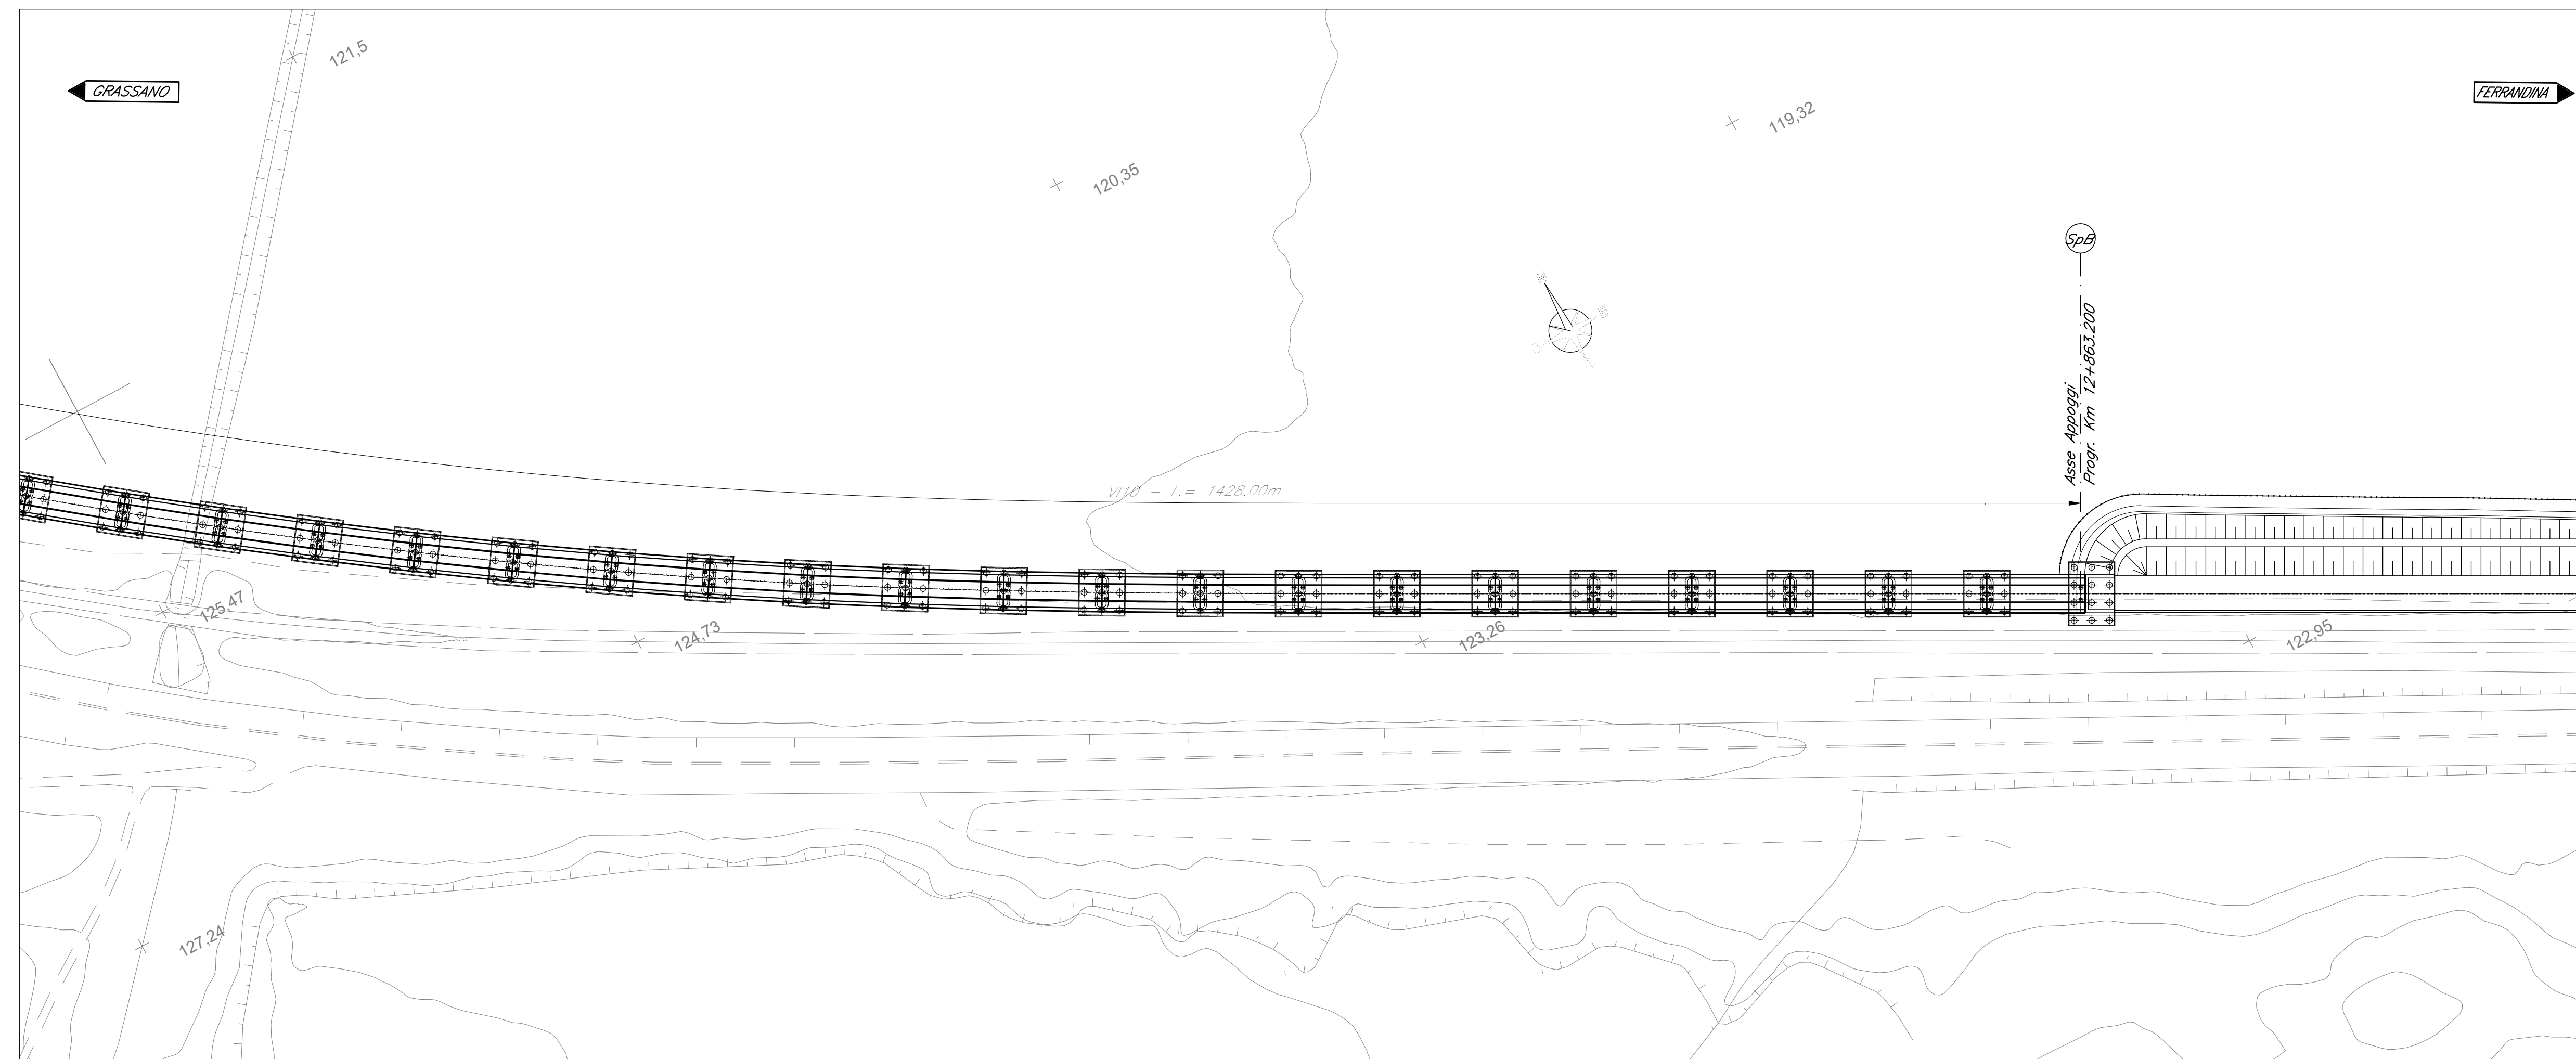 121,5
GRASSANO
FERRANDINA
119,32
120,35
SpB
N
E
S
O
Asse Appoggi
Progr. Km 12+863.200
VI10 - L.= 1428.00m
125,47
124,73
123,26
122,95
127,24